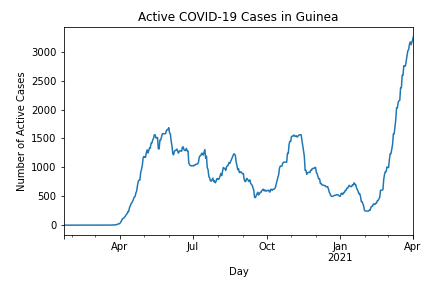 Active COVID-19 Cases in Guinea
Number of Active Cases
3000
2500
2000
1500
1000
500
0
Apr
Jul
Oct
Jan
2021
Apr
Day